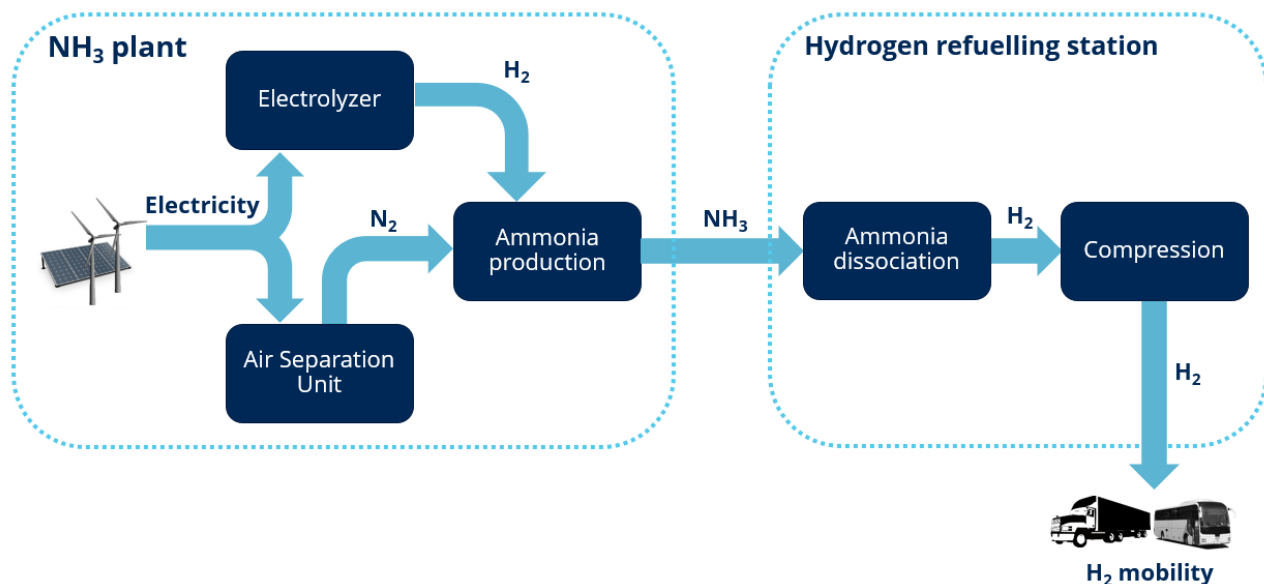 NH₃ plant
Hydrogen refuelling station
Electrolyzer
H₂
Electricity
N₂
Ammonia
production
NH₃
Ammonia
dissociation
H₂
Compression
Air Separation
Unit
H₂
H₂ mobility